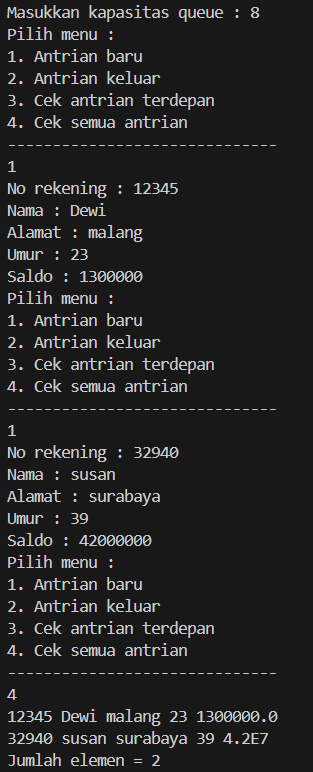 Masukkan kapasitas queue : 8
Pilih menu :
1. Antrian baru
2. Antrian keluar
3. Cek antrian terdepan
4. Cek semua antrian
------------------------------
1
No rekening : 12345
Nama : Dewi
Alamat : malang
Umur : 23
Saldo : 1300000
Pilih menu :
1. Antrian baru
2. Antrian keluar
3. Cek antrian terdepan
4. Cek semua antrian
------------------------------
1
No rekening : 32940
Nama : susan
Alamat : surabaya
Umur : 39
Saldo : 42000000
Pilih menu :
1. Antrian baru
2. Antrian keluar
3. Cek antrian terdepan
4. Cek semua antrian
------------------------------
4
12345 Dewi malang 23 1300000.0
32940 susan surabaya 39 4.2E7
Jumlah elemen = 2